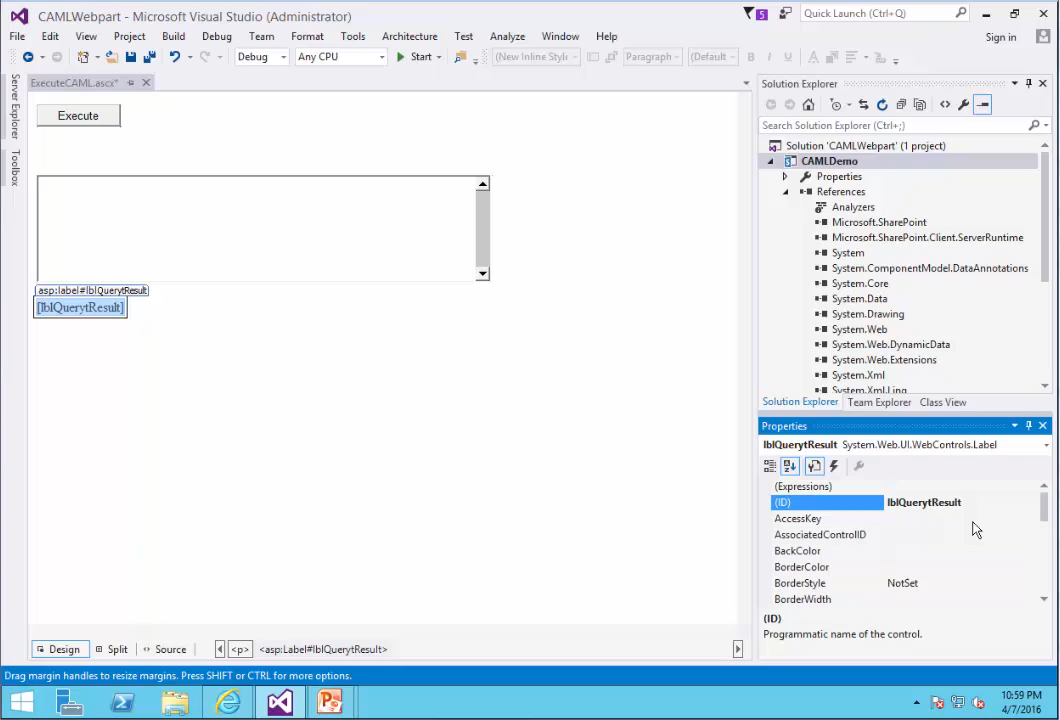 CAMLWebpart - Microsoft Visual Studio (Administrator)
5
Quick Launch (Ctrl+Q)
File Edit View Project Build Debug Team Format Tools Architecture Test Analyze Window Help
Sign in
Debug Any CPU Start (New Inline Style Paragraph (Default B I U A
ExecuteCAML.ascx*
Server Explorer
Toolbox
Execute
asp:label#lblQuerytResult
[lblQuerytResult]
Solution Explorer
Search Solution Explorer (Ctrl+;)
Solution 'CAMLWebpart' (1 project)
CAMLDemo
Properties
References
Analyzers
Microsoft.SharePoint
Microsoft.SharePoint.Client.ServerRuntime
System
System.ComponentModel.DataAnnotations
System.Core
System.Data
System.Drawing
System.Web
System.Web.DynamicData
System.Web.Extensions
System.Xml
System.Xml.Linq
Solution Explorer Team Explorer Class View
Properties
lblQuerytResult System.Web.UI.WebControls.Label
(Expressions)
(ID) lblQuerytResult
AccessKey
AssociatedControlID
BackColor
BorderColor
BorderStyle NotSet
BorderWidth
(ID)
Programmatic name of the control.
Design Split Source <p> <asp:Label#lblQuerytResult>
Drag margin handles to resize margins. Press SHIFT or CTRL for more options.
10:59 PM
4/7/2016